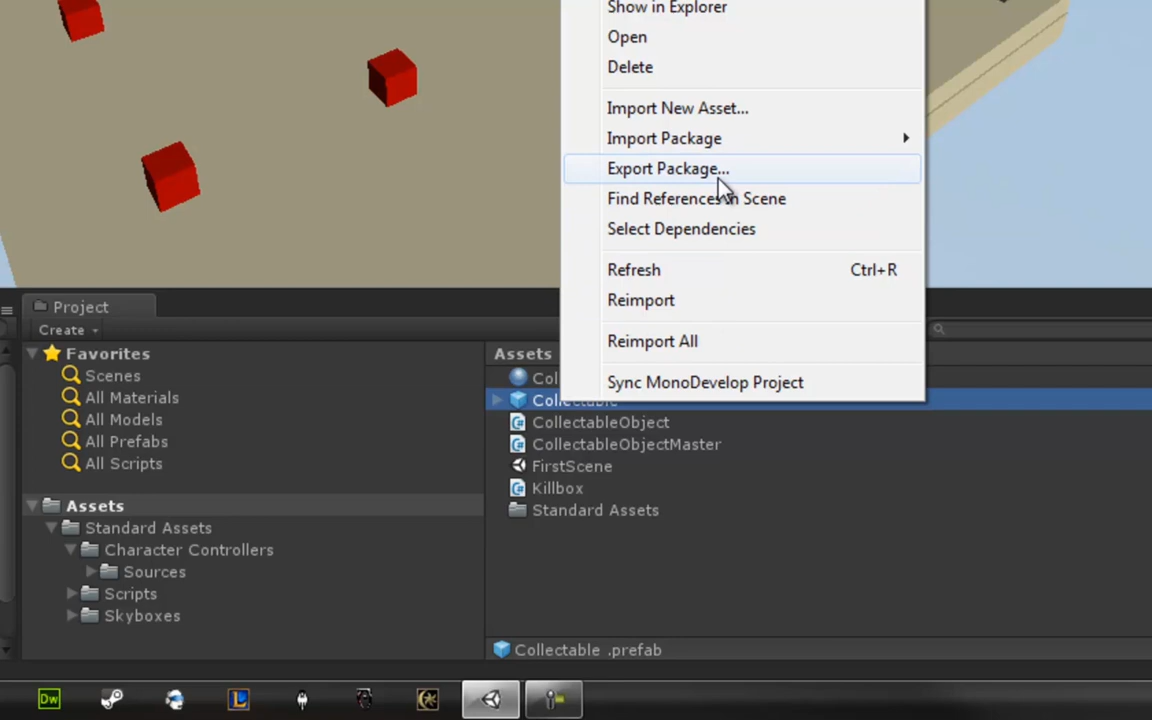 Show in Explorer
Open
Delete
Import New Asset...
Import Package
Export Package...
Find References in Scene
Select Dependencies
Refresh Ctrl+R
Reimport
Reimport All
Sync MonoDevelop Project
Project
Create
Favorites
Scenes
All Materials
All Models
All Prefabs
All Scripts
Assets
Standard Assets
Character Controllers
Sources
Scripts
Skyboxes
Assets
Collectable
CollectableObject
CollectableObjectMaster
FirstScene
Killbox
Standard Assets
Collectable .prefab
Dw
L